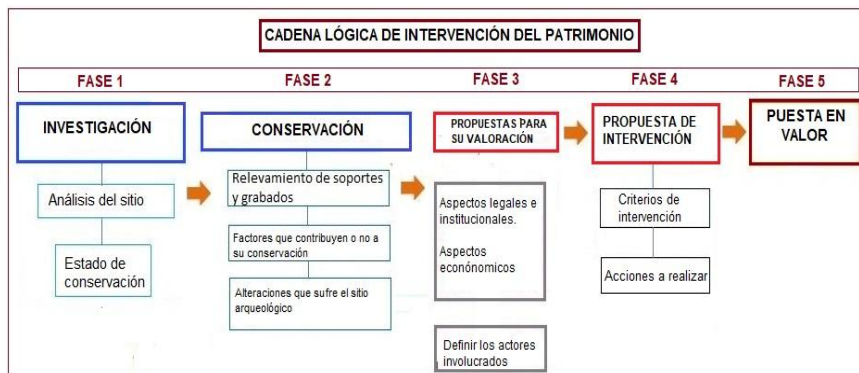 CADENA LÓGICA DE INTERVENCIÓN DEL PATRIMONIO
FASE 1
FASE 2
FASE 3
FASE 4
FASE 5
INVESTIGACIÓN
Análisis del sitio
Estado de
conservación
CONSERVACIÓN
Relevamiento de soportes
y grabados
Factores que contribuyen o no a
su conservación
Alteraciones que sufre el sitio
arqueológico
PROPUESTAS PARA
SU VALORACIÓN
Aspectos legales e
institucionales.
Aspectos
econónomicos
Definir los actores
involucrados
PROPUESTA DE
INTERVENCIÓN
Criterios de
intervención
Acciones a realizar
PUESTA EN
VALOR